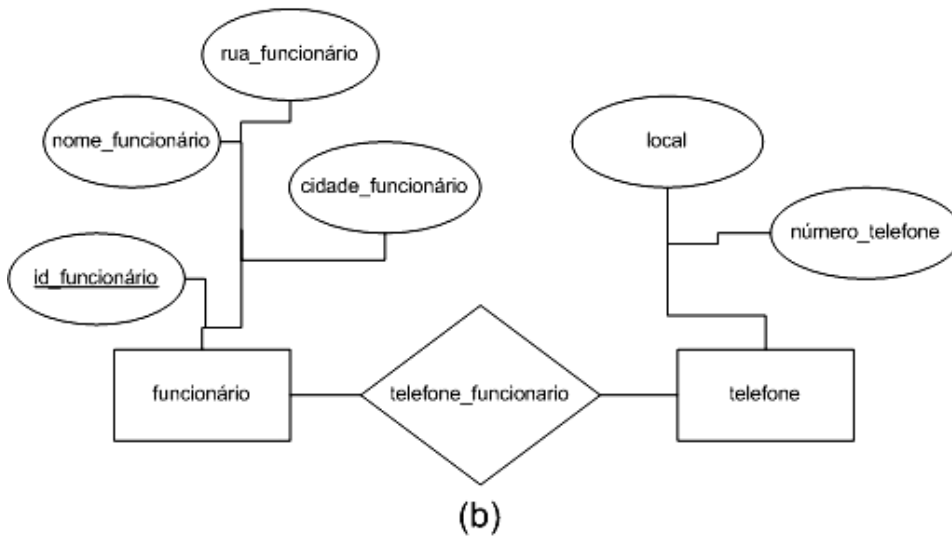 rua_funcionário
nome_funcionário
local
cidade_funcionário
número_telefone
id_funcionário
funcionário
telefone_funcionario
telefone
(b)